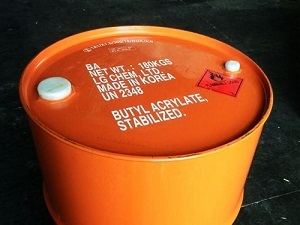 BA
NET WT. : 180KGS
LG CHEM, LTD.
MADE IN KOREA
UN 2348
BUTYL ACRYLATE,
STABILIZED.